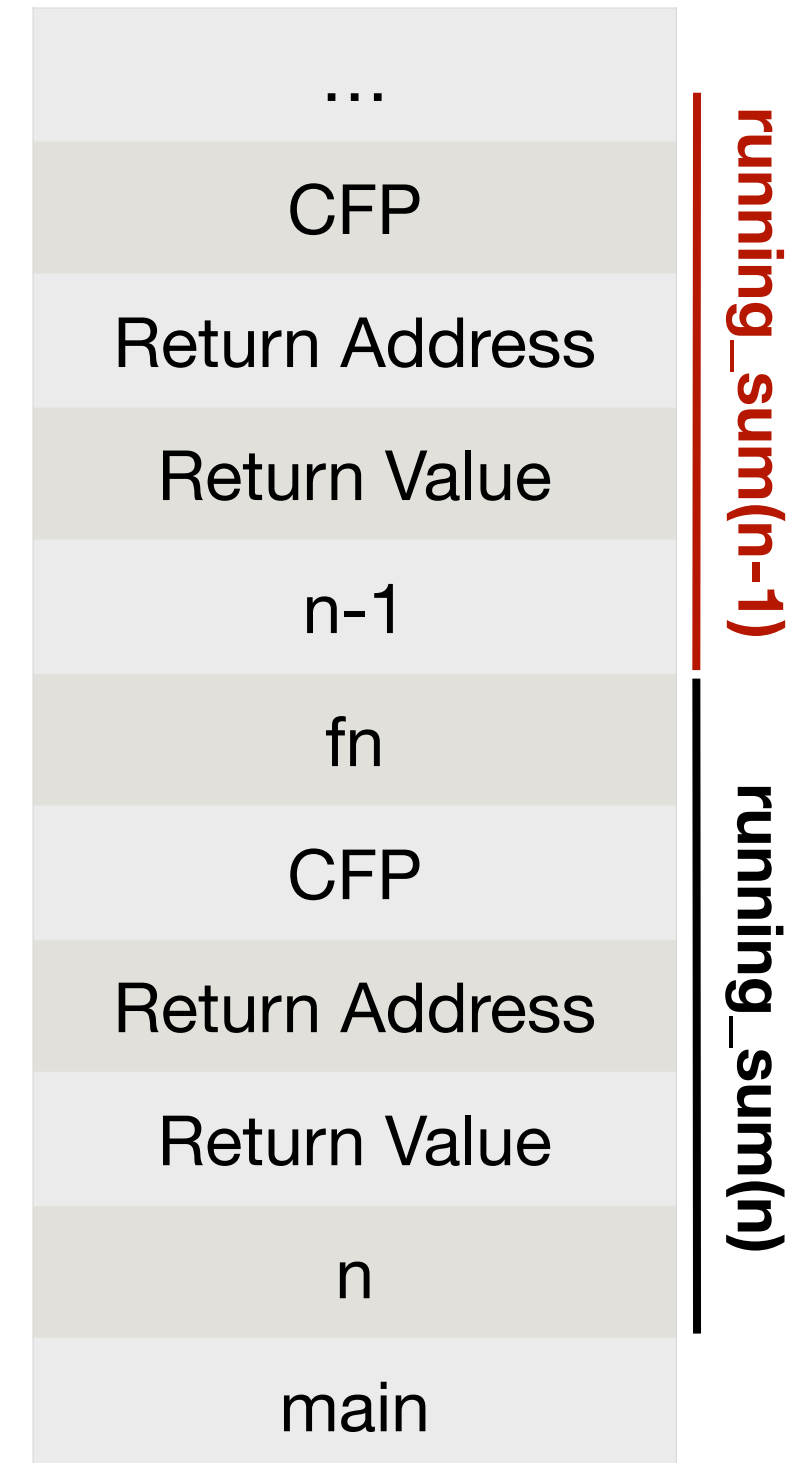 ...
CFP
Return Address
Return Value
n-1
fn
CFP
Return Address
Return Value
n
main
running_sum(n-1)
running_sum(n)